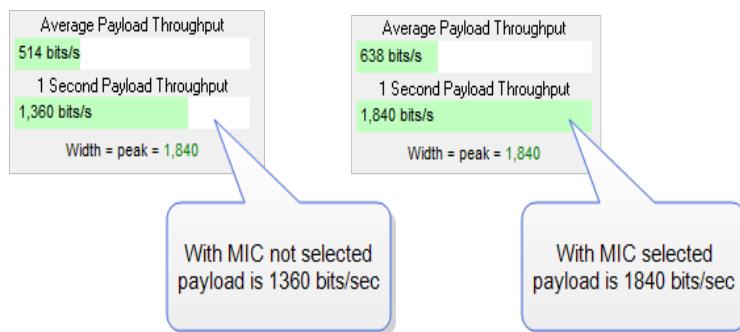 Average Payload Throughput
514 bits/s
1 Second Payload Throughput
1,360 bits/s
Width = peak = 1,840
With MIC not selected
payload is 1360 bits/sec
Average Payload Throughput
638 bits/s
1 Second Payload Throughput
1,840 bits/s
Width = peak = 1,840
With MIC selected
payload is 1840 bits/sec